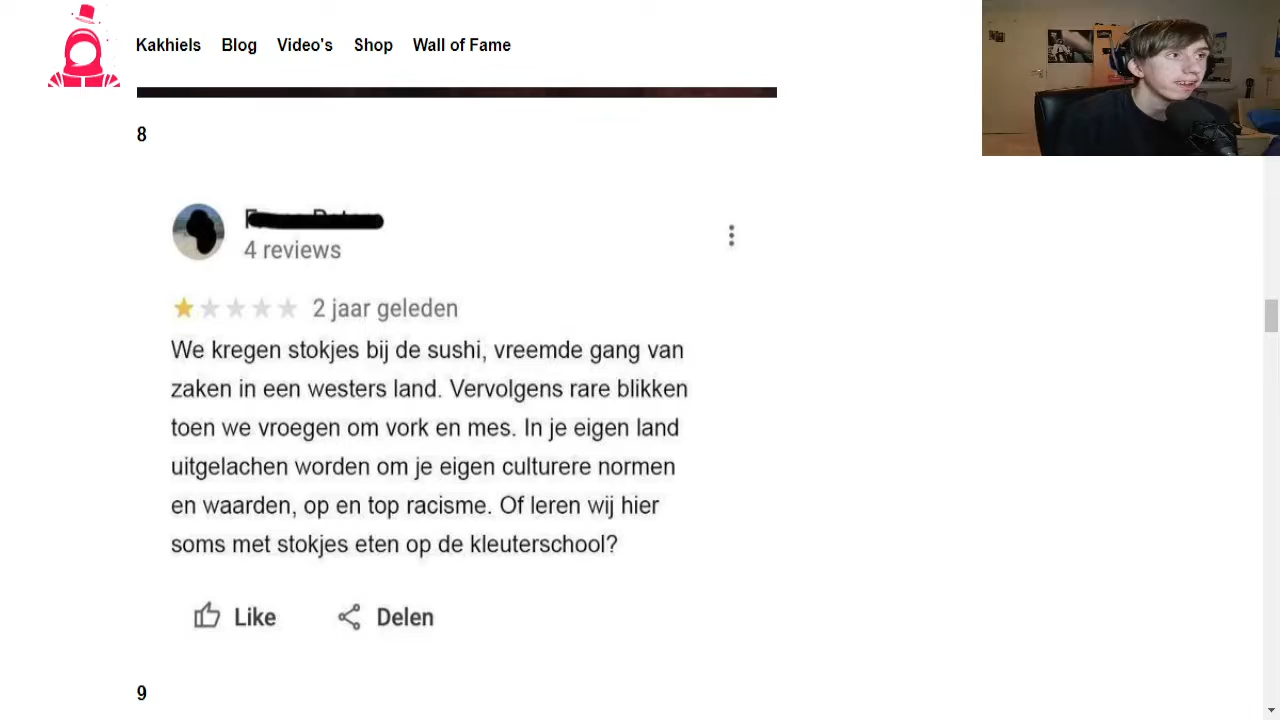 Kakhiels Blog Video's Shop Wall of Fame
8
4 reviews
2 jaar geleden
We kregen stokjes bij de sushi, vreemde gang van
zaken in een westers land. Vervolgens rare blikken
toen we vroegen om vork en mes. In je eigen land
uitgelachen worden om je eigen culturere normen
en waarden, op en top racisme. Of leren wij hier
soms met stokjes eten op de kleuterschool?
Like Delen
9